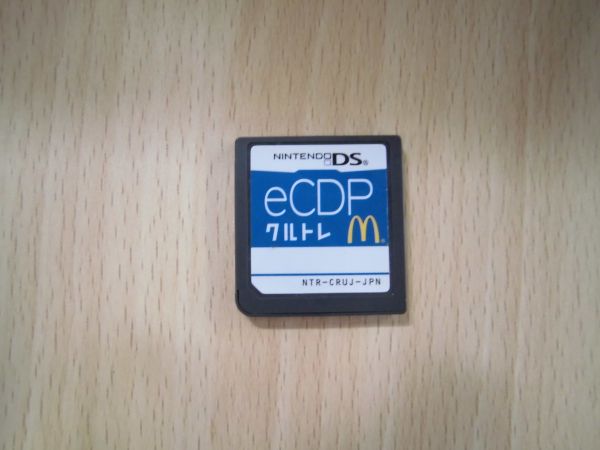 NINTENDO DS®
eCDP
クルトレ M®
NTR-CRUJ-JPN